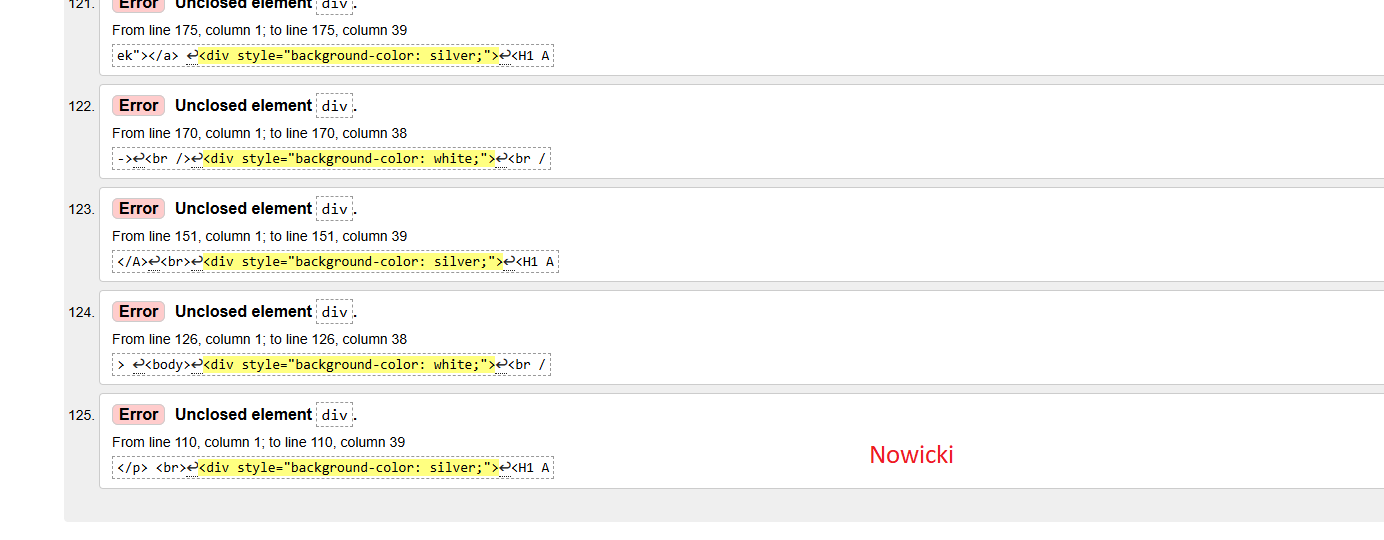 121. Error Unclosed element div.
From line 175, column 1; to line 175, column 39
ek"></a> ↩<div style="background-color: silver;">↩<H1 A
122. Error Unclosed element div.
From line 170, column 1; to line 170, column 38
->↩<br />↩<div style="background-color: white;">↩<br /
123. Error Unclosed element div.
From line 151, column 1; to line 151, column 39
</A>↩<br>↩<div style="background-color: silver;">↩<H1 A
124. Error Unclosed element div.
From line 126, column 1; to line 126, column 38
> ↩<body>↩<div style="background-color: white;">↩<br /
125. Error Unclosed element div.
From line 110, column 1; to line 110, column 39
Nowicki
</p> <br>↩<div style="background-color: silver;">↩<H1 A